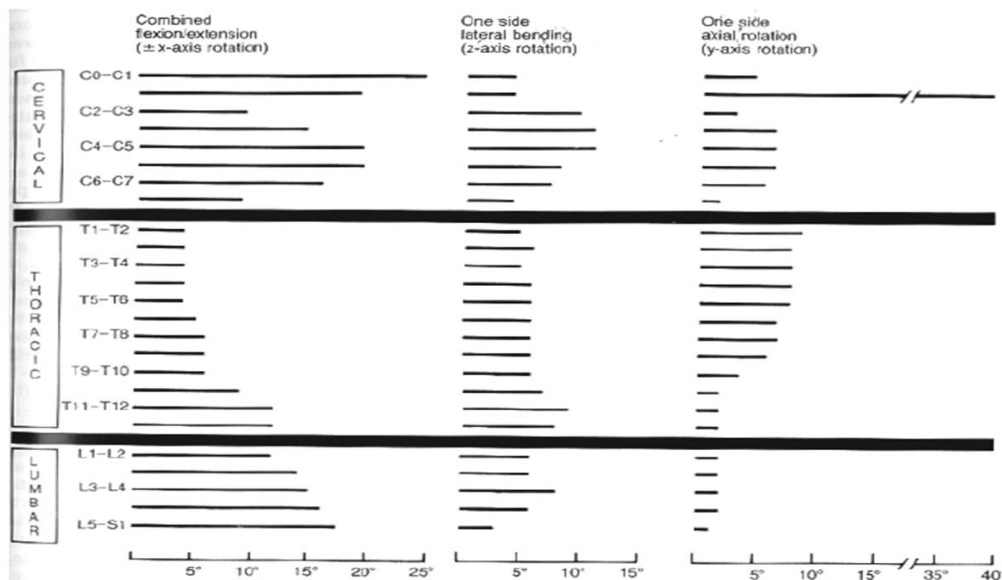 Combined
flexion/extension
(±x-axis rotation)
One side
lateral bending
(z-axis rotation)
One side
axial rotation
(y-axis rotation)
CERVICAL
C0-C1
C2-C3
C4-C5
C6-C7
THORACIC
T1-T2
T3-T4
T5-T6
T7-T8
T9-T10
T11-T12
LUMBAR
L1-L2
L3-L4
L5-S1
5° 10° 15° 20° 25°
5° 10° 15°
5° 10° 15° 35° 40